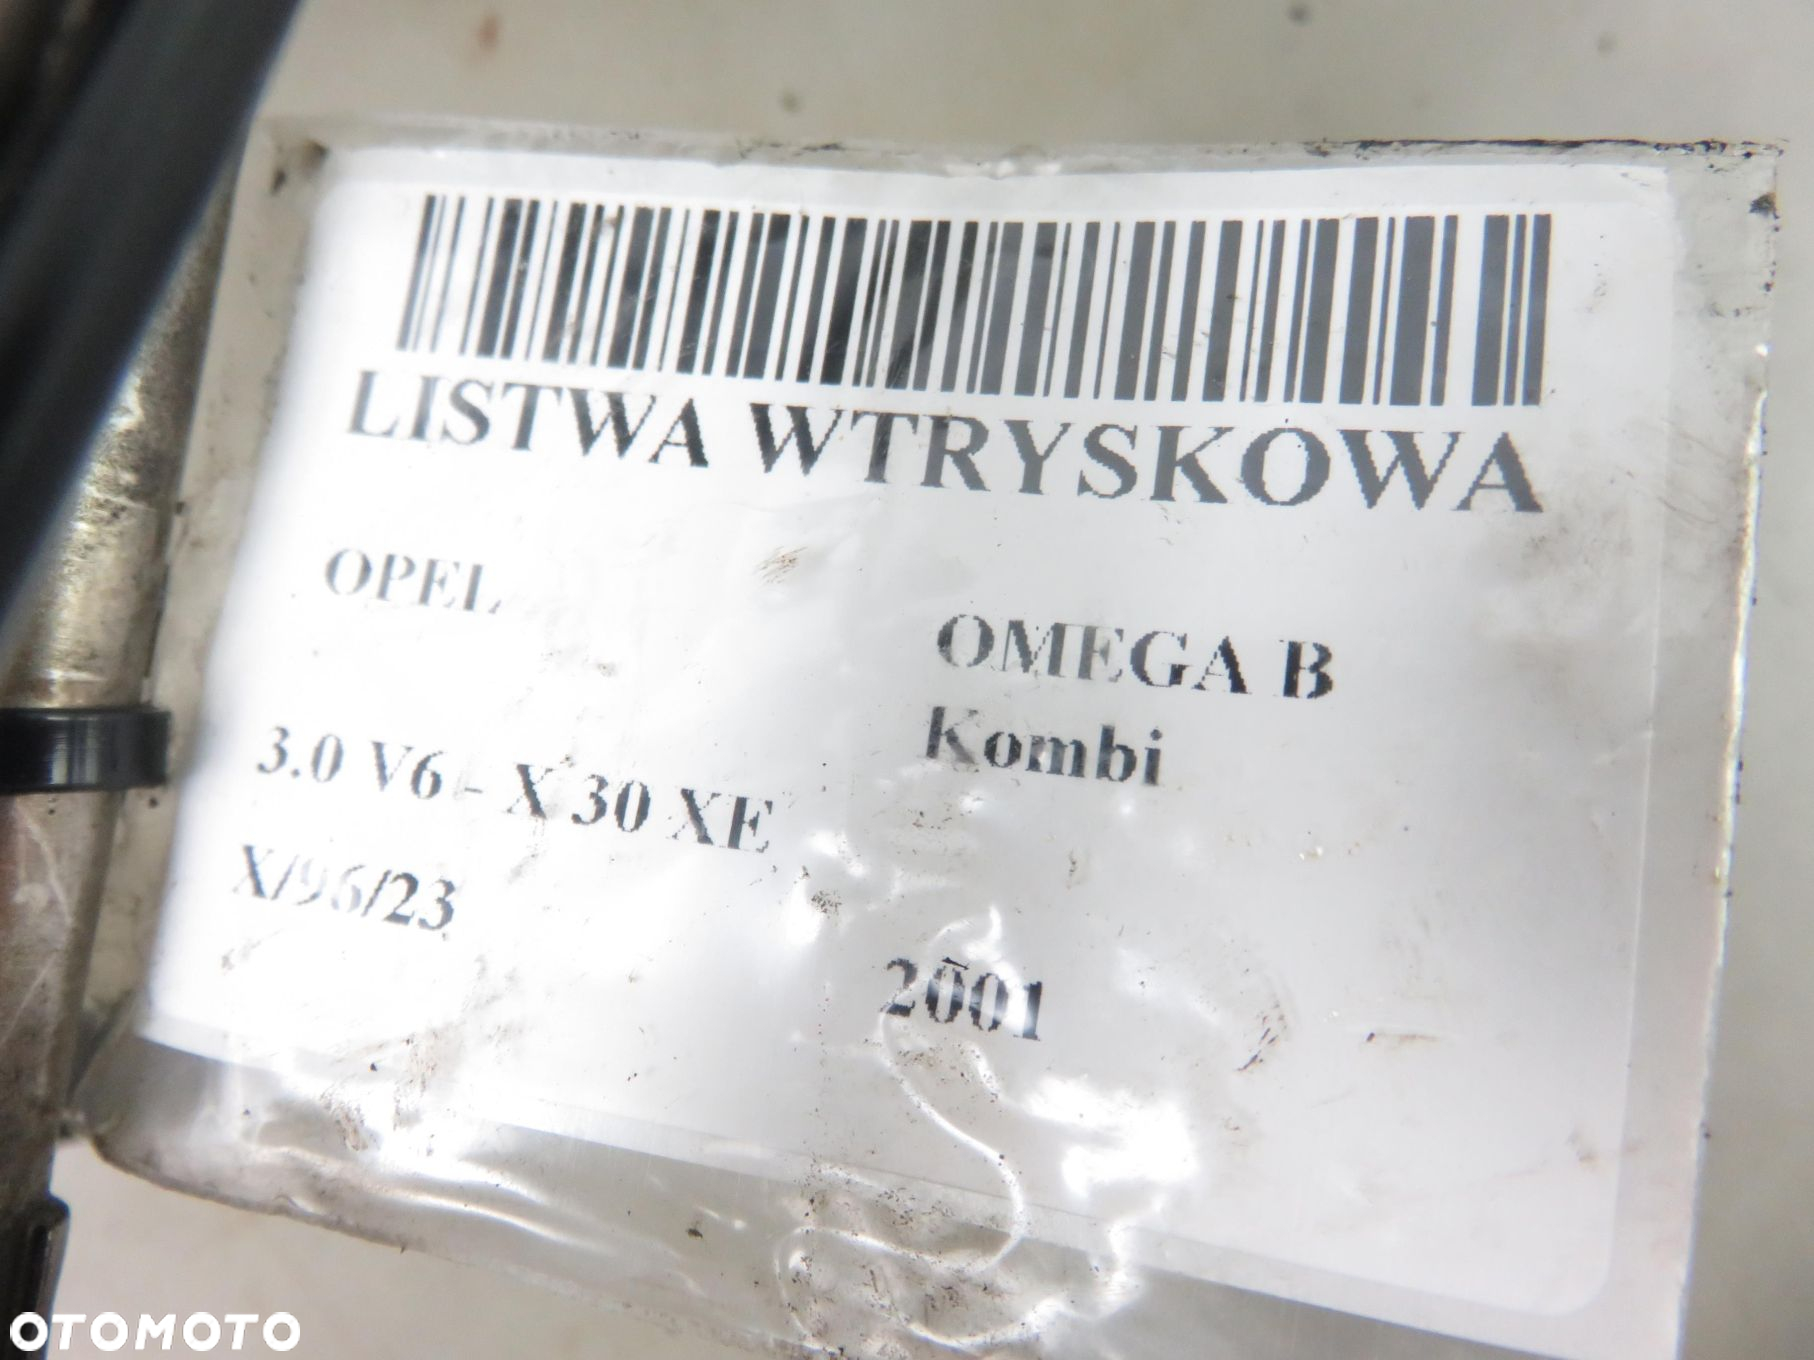 LISTWA WTRYSKOWA
OPEL
OMEGA B
Kombi
3.0 V6 - X 30 XE
X/96/23
2001
OTOMOTO